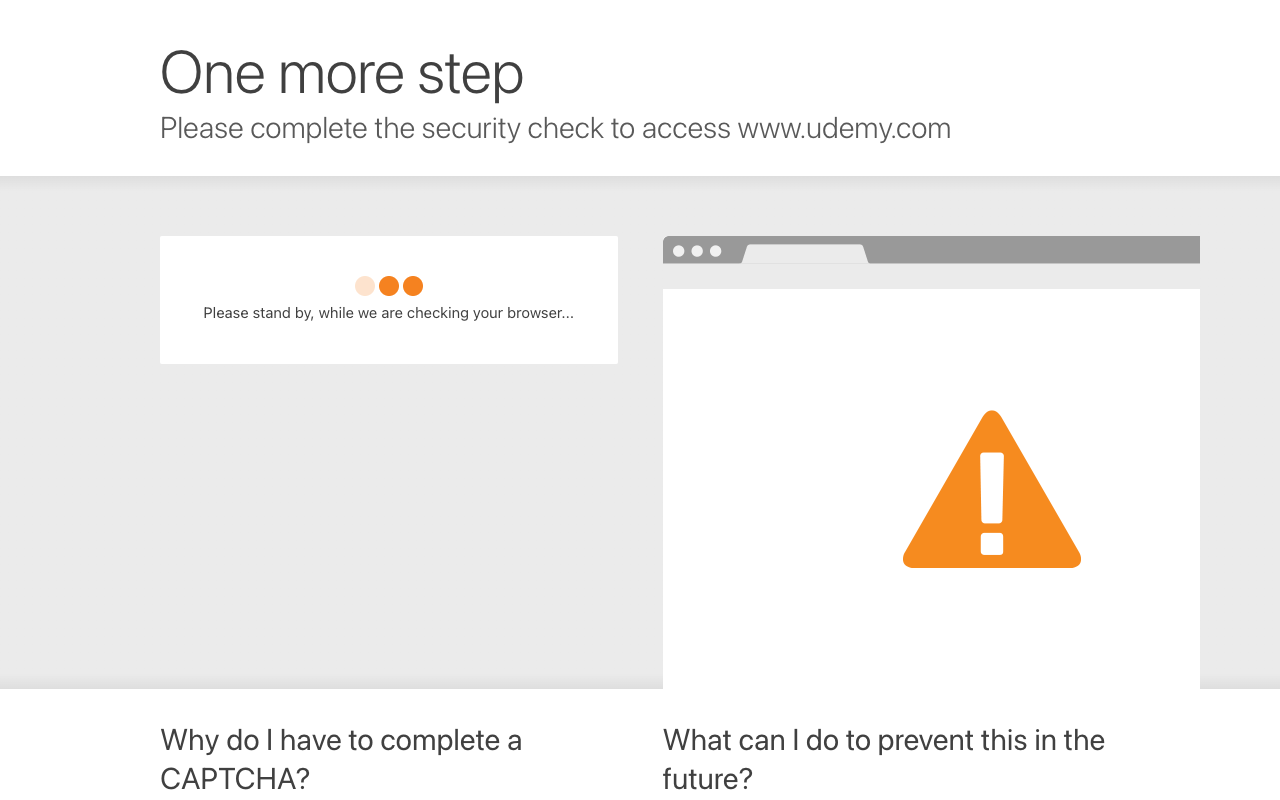 One more step
Please complete the security check to access www.udemy.com
Please stand by, while we are checking your browser...
Why do I have to complete a
CAPTCHA?
What can I do to prevent this in the
future?